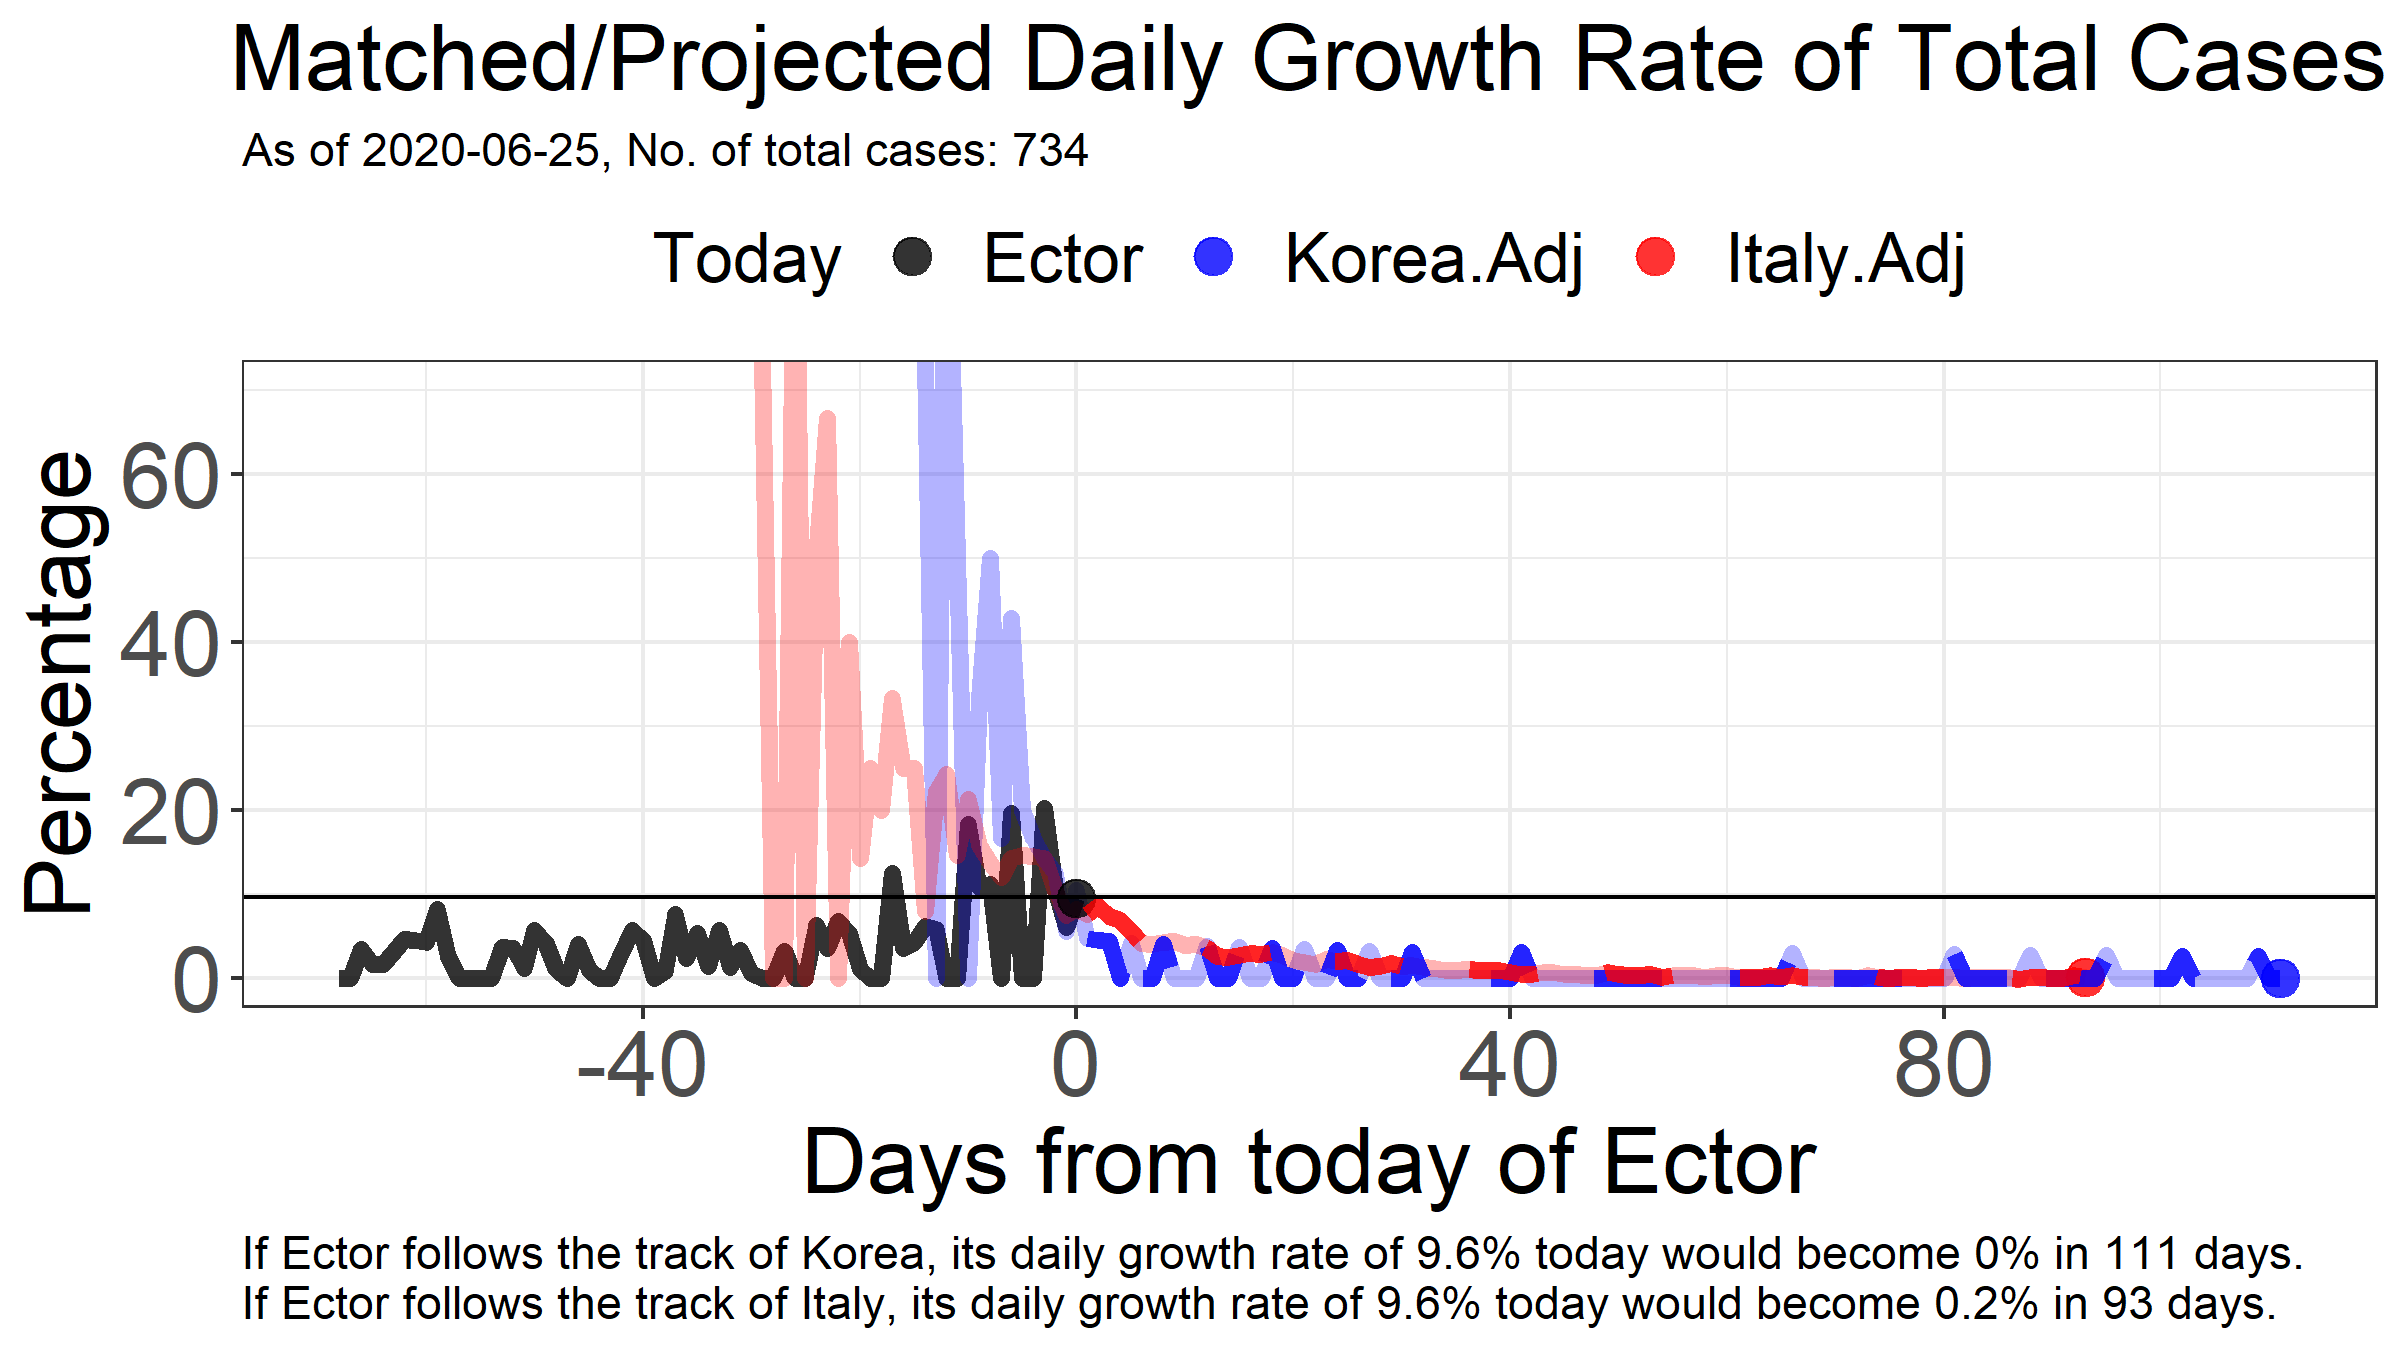 Matched/Projected Daily Growth Rate of Total Cases
As of 2020-06-25, No. of total cases: 734
Today Ector Korea.Adj Italy.Adj
Percentage
60
40
20
0
-40 0 40 80
Days from today of Ector
If Ector follows the track of Korea, its daily growth rate of 9.6% today would become 0% in 111 days.
If Ector follows the track of Italy, its daily growth rate of 9.6% today would become 0.2% in 93 days.